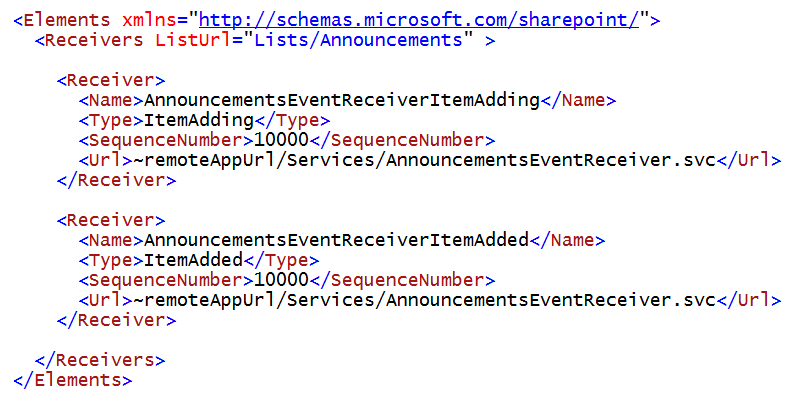 <Elements xmlns="http://schemas.microsoft.com/sharepoint/">
<Receivers ListUrl="Lists/Announcements" >
<Receiver>
<Name>AnnouncementsEventReceiverItemAdding</Name>
<Type>ItemAdding</Type>
<SequenceNumber>10000</SequenceNumber>
<Url>~remoteAppUrl/Services/AnnouncementsEventReceiver.svc</Url>
</Receiver>
<Receiver>
<Name>AnnouncementsEventReceiverItemAdded</Name>
<Type>ItemAdded</Type>
<SequenceNumber>10000</SequenceNumber>
<Url>~remoteAppUrl/Services/AnnouncementsEventReceiver.svc</Url>
</Receiver>
</Receivers>
</Elements>